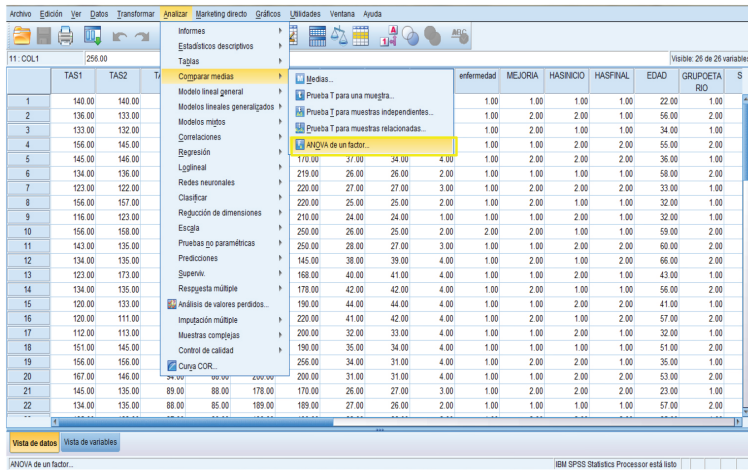 Archivo Edición Ver Datos Transformar Analizar Marketing directo Gráficos Utilidades Ventana Ayuda
11 : COL1 256.00 Visible: 26 de 26 variables
TAS1 TAS2 enfermedad MEJORIA HASINICIO HASFINAL EDAD GRUPOETARIO S
Informes
Estadísticos descriptivos
Tablas
Comparar medias
Modelo lineal general
Modelos lineales generalizados
Modelos mixtos
Correlaciones
Regresión
Loglineal
Redes neuronales
Clasificar
Reducción de dimensiones
Escala
Pruebas no paramétricas
Predicciones
Superviv.
Respuesta múltiple
Análisis de valores perdidos...
Imputación múltiple
Muestras complejas
Control de calidad
Curva COR...
Medias...
Prueba T para una muestra...
Prueba T para muestras independientes...
Prueba T para muestras relacionadas...
ANOVA de un factor...
1 140.00 140.00 1.00 1.00 1.00 1.00 22.00 1.00
2 136.00 133.00 1.00 2.00 2.00 1.00 56.00 2.00
3 133.00 132.00 1.00 1.00 1.00 1.00 34.00 1.00
4 156.00 145.00 1.00 2.00 2.00 2.00 55.00 2.00
5 145.00 146.00 170.00 37.00 34.00 4.00 1.00 1.00 2.00 2.00 36.00 1.00
6 134.00 136.00 219.00 26.00 26.00 2.00 1.00 1.00 1.00 1.00 58.00 2.00
7 123.00 122.00 220.00 27.00 27.00 3.00 1.00 2.00 2.00 2.00 33.00 1.00
8 156.00 157.00 220.00 25.00 25.00 2.00 1.00 2.00 1.00 1.00 32.00 1.00
9 116.00 123.00 210.00 24.00 24.00 1.00 1.00 2.00 1.00 1.00 32.00 1.00
10 156.00 158.00 250.00 26.00 25.00 2.00 2.00 1.00 1.00 1.00 59.00 2.00
11 143.00 135.00 250.00 28.00 27.00 3.00 1.00 1.00 2.00 2.00 60.00 2.00
12 134.00 135.00 145.00 38.00 39.00 4.00 1.00 2.00 1.00 2.00 66.00 2.00
13 123.00 173.00 168.00 40.00 41.00 4.00 1.00 2.00 1.00 2.00 43.00 1.00
14 134.00 135.00 178.00 42.00 42.00 4.00 1.00 2.00 1.00 1.00 56.00 2.00
15 120.00 133.00 190.00 44.00 44.00 4.00 1.00 1.00 2.00 2.00 41.00 1.00
16 120.00 111.00 220.00 41.00 42.00 4.00 1.00 2.00 1.00 2.00 57.00 2.00
17 112.00 113.00 200.00 32.00 33.00 4.00 1.00 2.00 1.00 1.00 32.00 1.00
18 151.00 145.00 190.00 35.00 34.00 4.00 1.00 1.00 1.00 1.00 51.00 2.00
19 156.00 156.00 256.00 34.00 31.00 4.00 1.00 2.00 2.00 1.00 35.00 1.00
20 167.00 146.00 200.00 31.00 31.00 4.00 1.00 2.00 1.00 2.00 53.00 2.00
21 145.00 135.00 89.00 88.00 178.00 170.00 26.00 27.00 3.00 1.00 2.00 2.00 2.00 23.00 1.00
22 134.00 135.00 88.00 85.00 189.00 189.00 27.00 26.00 2.00 1.00 1.00 1.00 1.00 57.00 2.00
Vista de datos Vista de variables
ANOVA de un factor... IBM SPSS Statistics Processor está listo